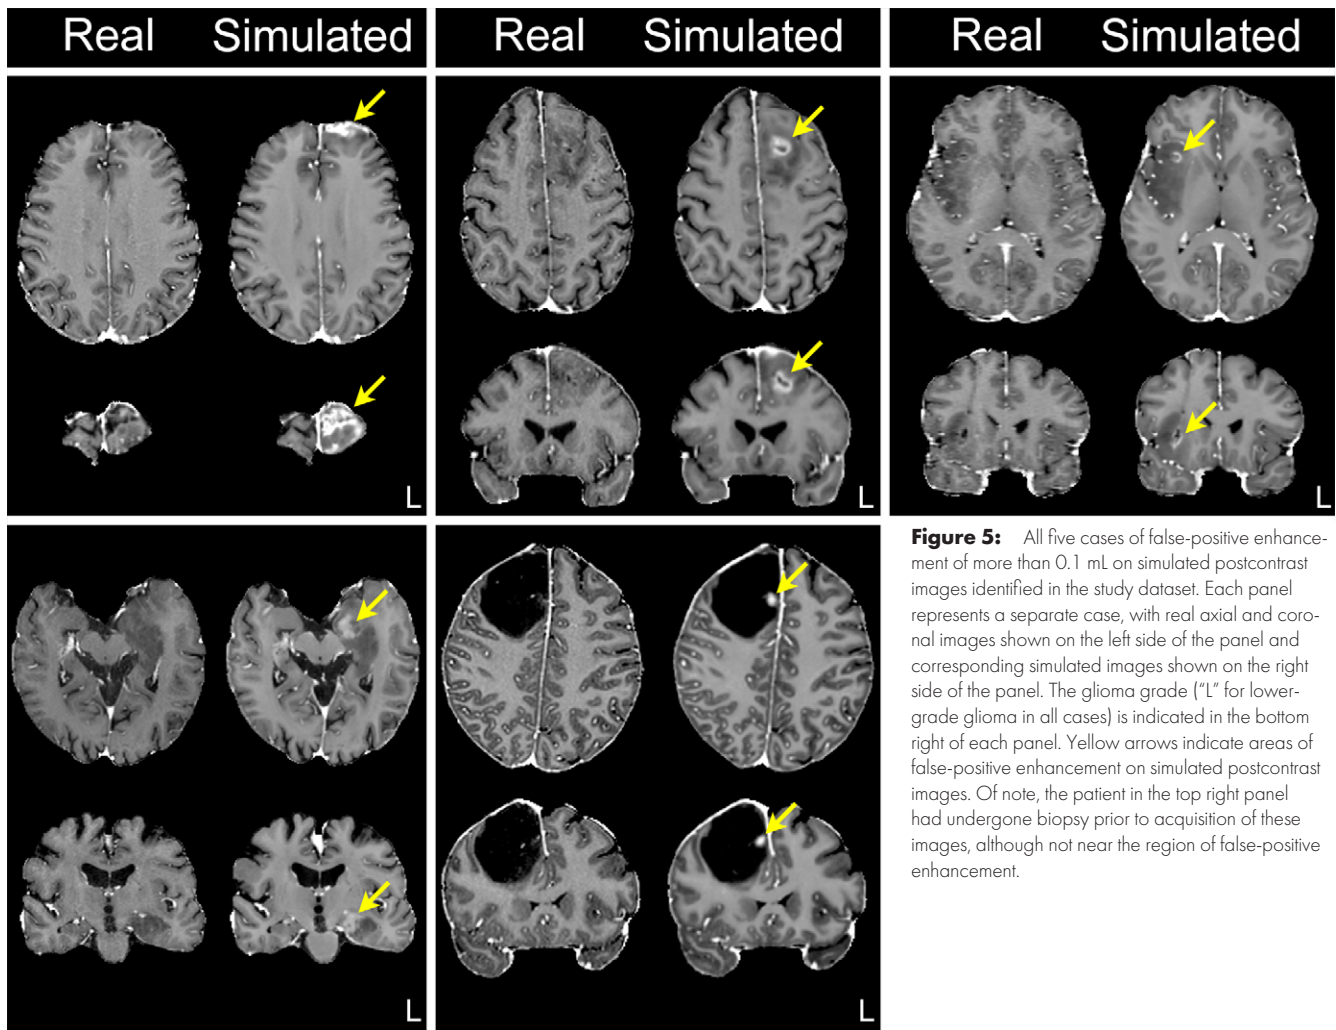 Real Simulated
Real Simulated
Real Simulated
L
L
L
L
L
Figure 5: All five cases of false-positive enhance-
ment of more than 0.1 mL on simulated postcontrast
images identified in the study dataset. Each panel
represents a separate case, with real axial and coro-
nal images shown on the left side of the panel and
corresponding simulated images shown on the right
side of the panel. The glioma grade (“L” for lower-
grade glioma in all cases) is indicated in the bottom
right of each panel. Yellow arrows indicate areas of
false-positive enhancement on simulated postcontrast
images. Of note, the patient in the top right panel
had undergone biopsy prior to acquisition of these
images, although not near the region of false-positive
enhancement.